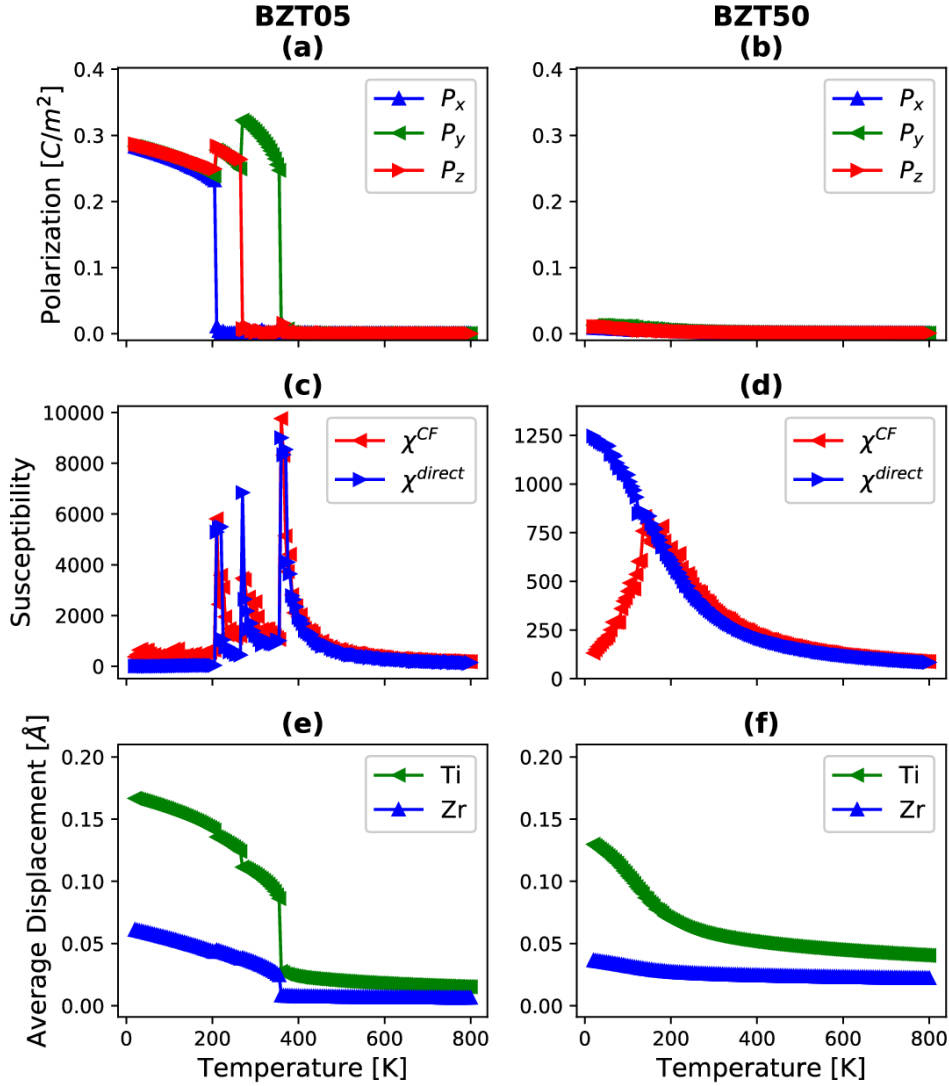 BZT05
BZT50
(a)
(b)
Polarization [C/m²]
0.4
0.3
0.2
0.1
0.0
P_x
P_y
P_z
0.4
0.3
0.2
0.1
0.0
P_x
P_y
P_z
(c)
(d)
Susceptibility
10000
8000
6000
4000
2000
0
χ^{CF}
χ^{direct}
1250
1000
750
500
250
0
χ^{CF}
χ^{direct}
(e)
(f)
Average Displacement [Å]
0.20
0.15
0.10
0.05
0.00
Ti
Zr
0 200 400 600 800
Temperature [K]
0.20
0.15
0.10
0.05
0.00
Ti
Zr
0 200 400 600 800
Temperature [K]